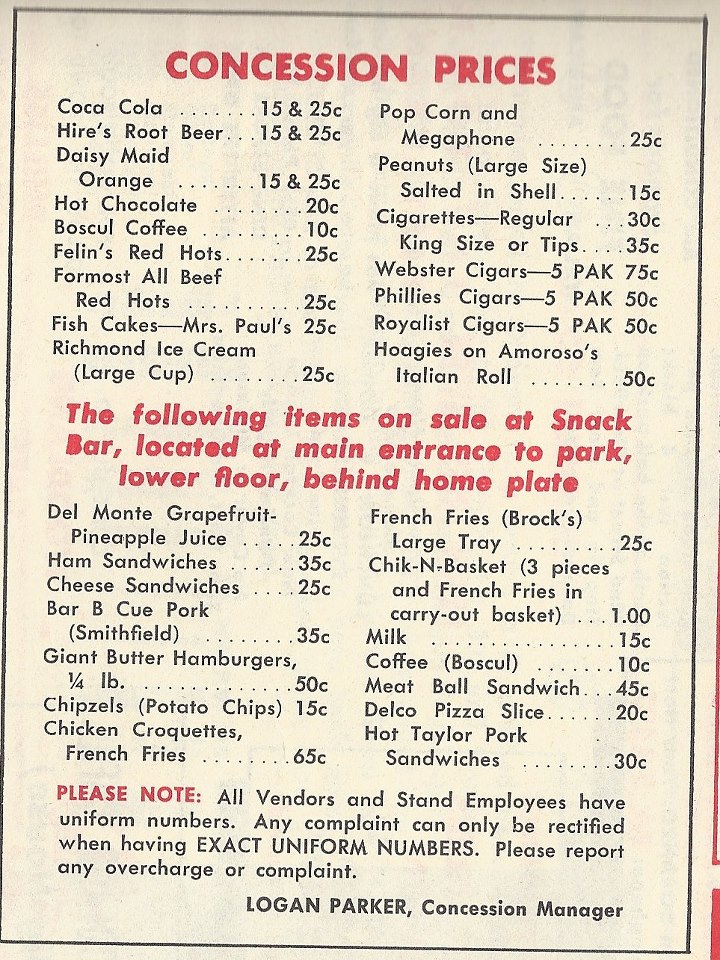 CONCESSION PRICES
Coca Cola ....... 15 & 25c
Hire's Root Beer... 15 & 25c
Daisy Maid
Orange ....... 15 & 25c
Hot Chocolate ........ 20c
Boscul Coffee ......... 10c
Felin's Red Hots....... 25c
Formost All Beef
Red Hots .......... 25c
Fish Cakes—Mrs. Paul's 25c
Richmond Ice Cream
(Large Cup) ........ 25c
Pop Corn and
Megaphone ........ 25c
Peanuts (Large Size)
Salted in Shell...... 15c
Cigarettes—Regular ... 30c
King Size or Tips.... 35c
Webster Cigars—5 PAK 75c
Phillies Cigars—5 PAK 50c
Royalist Cigars—5 PAK 50c
Hoagies on Amoroso's
Italian Roll ........ 50c
The following items on sale at Snack
Bar, located at main entrance to park,
lower floor, behind home plate
Del Monte Grapefruit-
Pineapple Juice ..... 25c
Ham Sandwiches ...... 35c
Cheese Sandwiches .... 25c
Bar B Cue Pork
(Smithfield) ........ 35c
Giant Butter Hamburgers,
¼ lb. ............. 50c
Chipzels (Potato Chips) 15c
Chicken Croquettes,
French Fries ........ 65c
French Fries (Brock's)
Large Tray ......... 25c
Chik-N-Basket (3 pieces
and French Fries in
carry-out basket) ... 1.00
Milk ................ 15c
Coffee (Boscul) ....... 10c
Meat Ball Sandwich... 45c
Delco Pizza Slice...... 20c
Hot Taylor Pork
Sandwiches ........ 30c
PLEASE NOTE: All Vendors and Stand Employees have
uniform numbers. Any complaint can only be rectified
when having EXACT UNIFORM NUMBERS. Please report
any overcharge or complaint.
LOGAN PARKER, Concession Manager